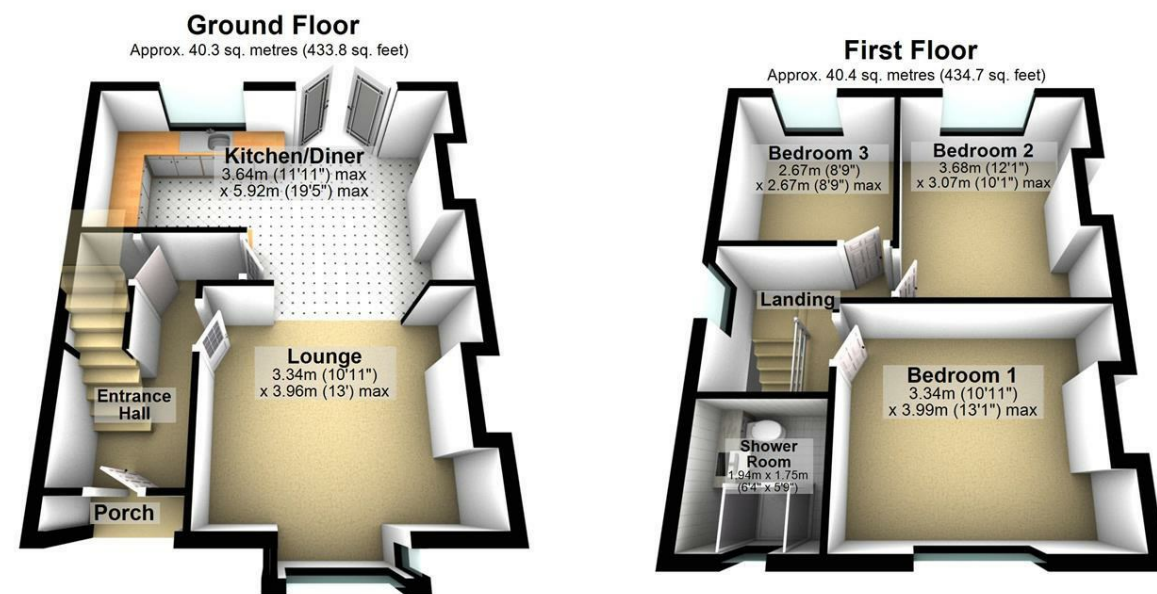 Ground Floor
Approx. 40.3 sq. metres (433.8 sq. feet)
Kitchen/Diner
3.64m (11'11") max
x 5.92m (19'5") max
Lounge
3.34m (10'11")
x 3.96m (13') max
Entrance
Hall
Porch
First Floor
Approx. 40.4 sq. metres (434.7 sq. feet)
Bedroom 3
2.67m (8'9")
x 2.67m (8'9") max
Bedroom 2
3.68m (12'1")
x 3.07m (10'1") max
Landing
Bedroom 1
3.34m (10'11")
x 3.99m (13'1") max
Shower
Room
1.94m x 1.75m
(6'4" x 5'9")